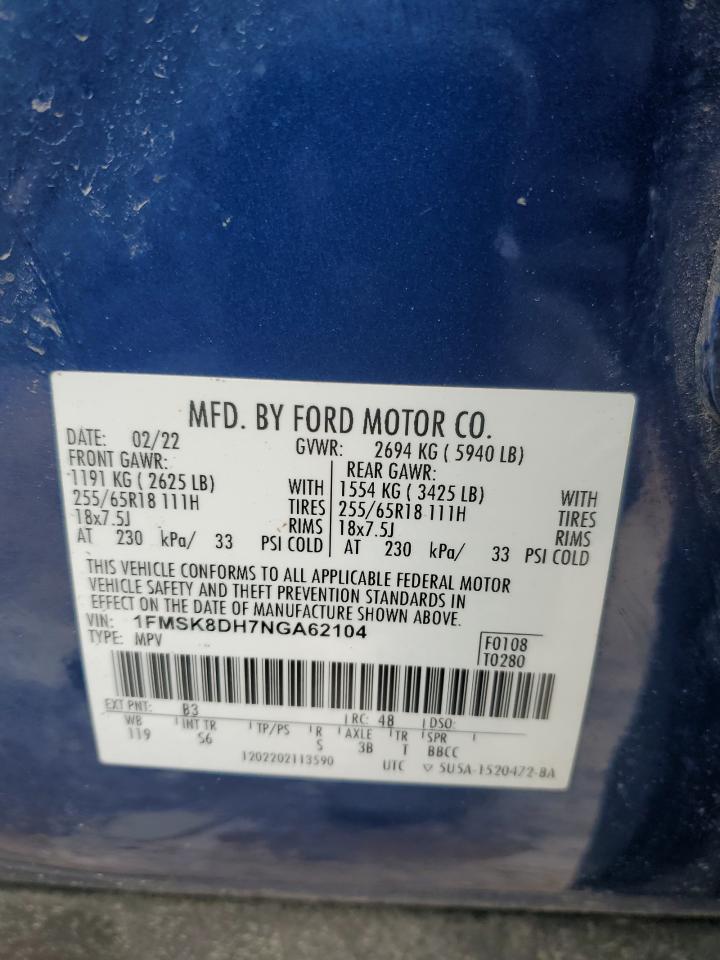 MFD. BY FORD MOTOR CO.
DATE: 02/22 GVWR: 2694 KG ( 5940 LB)
FRONT GAWR: REAR GAWR:
1191 KG ( 2625 LB) WITH 1554 KG ( 3425 LB) WITH
255/65R18 111H TIRES 255/65R18 111H TIRES
18x7.5J RIMS 18x7.5J RIMS
AT 230 kPa/ 33 PSI COLD AT 230 kPa/ 33 PSI COLD
THIS VEHICLE CONFORMS TO ALL APPLICABLE FEDERAL MOTOR
VEHICLE SAFETY AND THEFT PREVENTION STANDARDS IN
EFFECT ON THE DATE OF MANUFACTURE SHOWN ABOVE.
VIN: 1FMSK8DH7NGA62104
TYPE: MPV F0108
T0280
EXT PNT: B3 RC: 48 DSO:
WB INT TR TP/PS R AXLE TR SPR
119 S6 S 3B T BBCC
1202202113590 UTC ▽ SU5A-1520472-BA